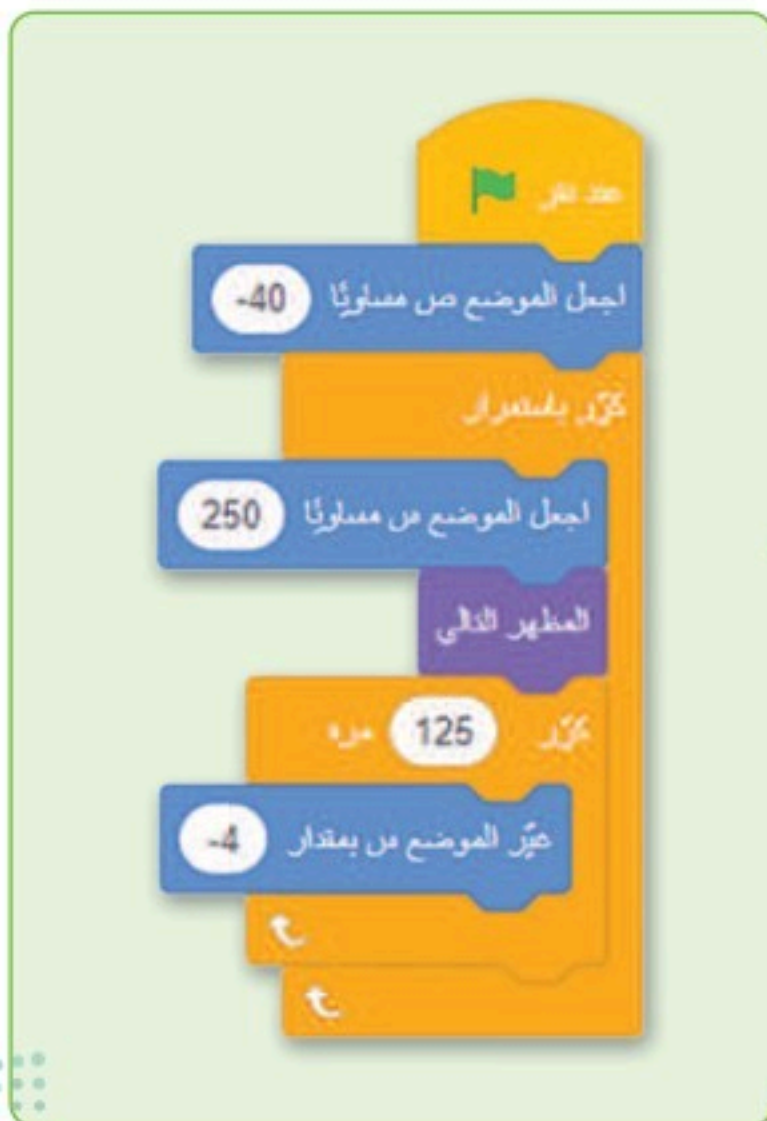 عند نقر
اجعل الموضع ص مساويًا -40
كرّر باستمرار
اجعل الموضع س مساويًا 250
المظهر التالي
كرّر 125 مرة
غيّر الموضع س بمقدار -4